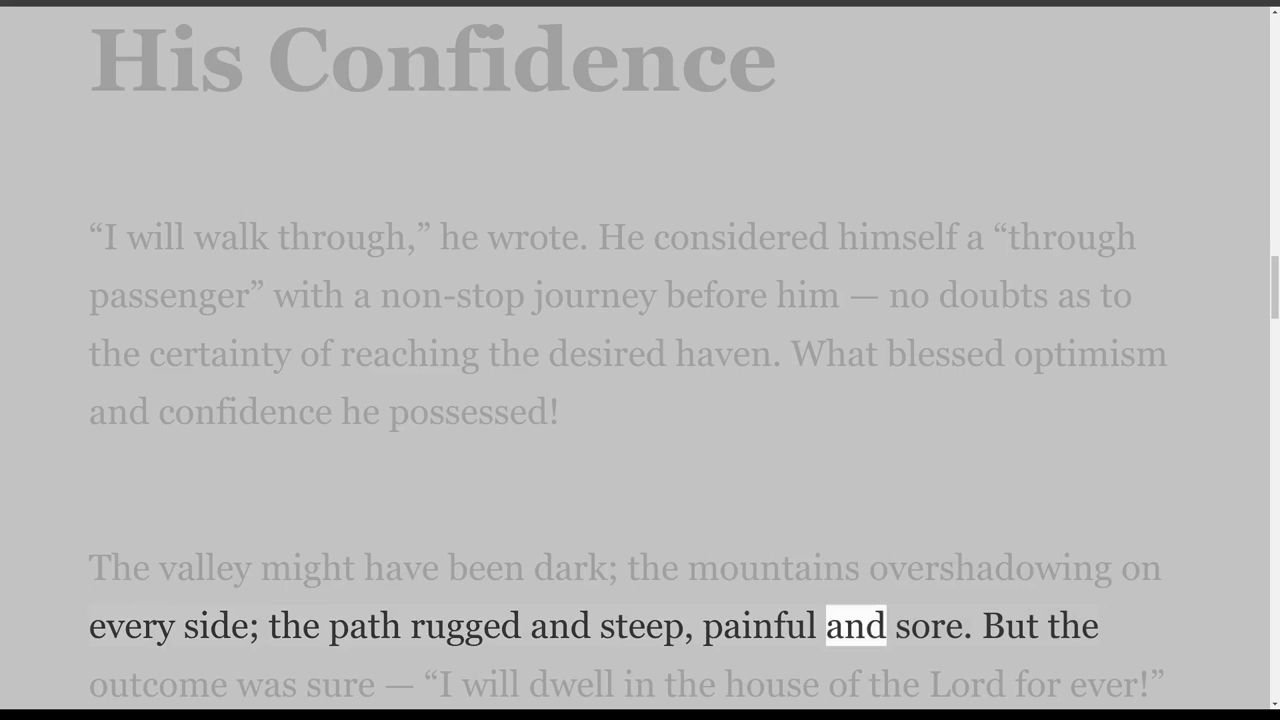 His Confidence
“I will walk through,” he wrote. He considered himself a “through
passenger” with a non-stop journey before him — no doubts as to
the certainty of reaching the desired haven. What blessed optimism
and confidence he possessed!
The valley might have been dark; the mountains overshadowing on
every side; the path rugged and steep, painful and sore. But the
outcome was sure — “I will dwell in the house of the Lord for ever!”